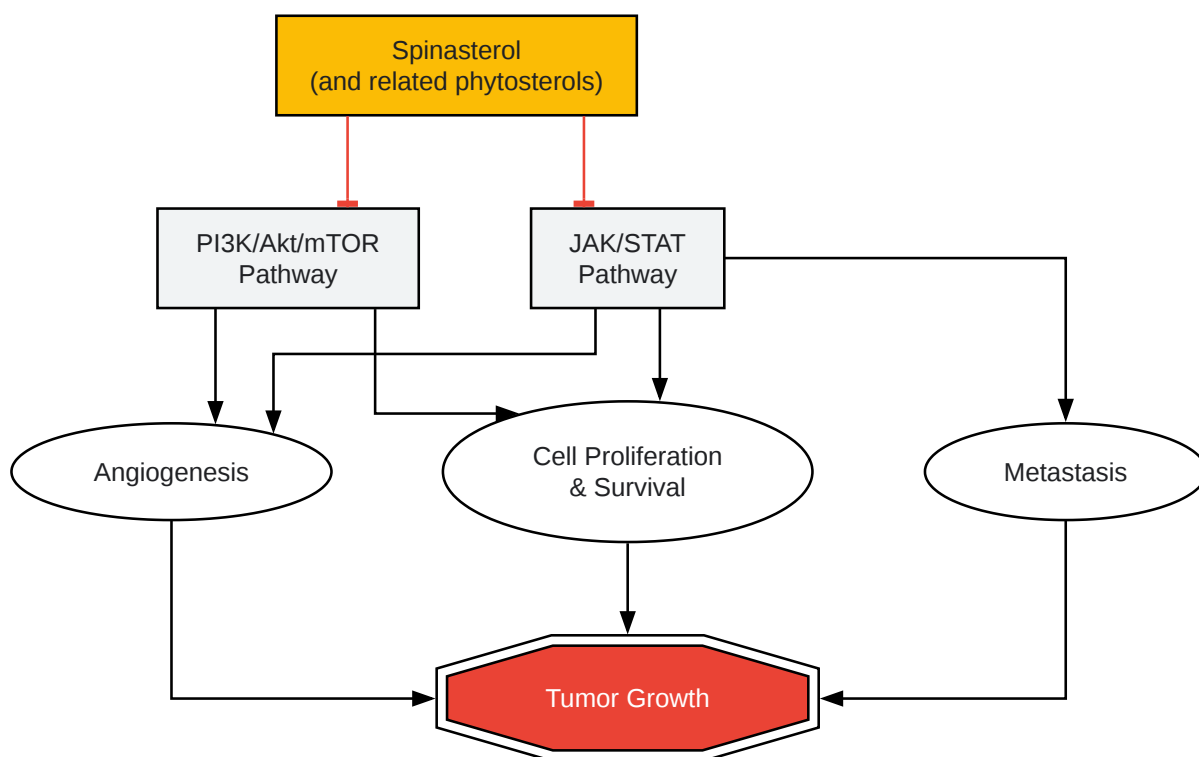 Spinasterol
(and related phytosterols)
PI3K/Akt/mTOR
Pathway
JAK/STAT
Pathway
Angiogenesis
Cell Proliferation
& Survival
Metastasis
Tumor Growth